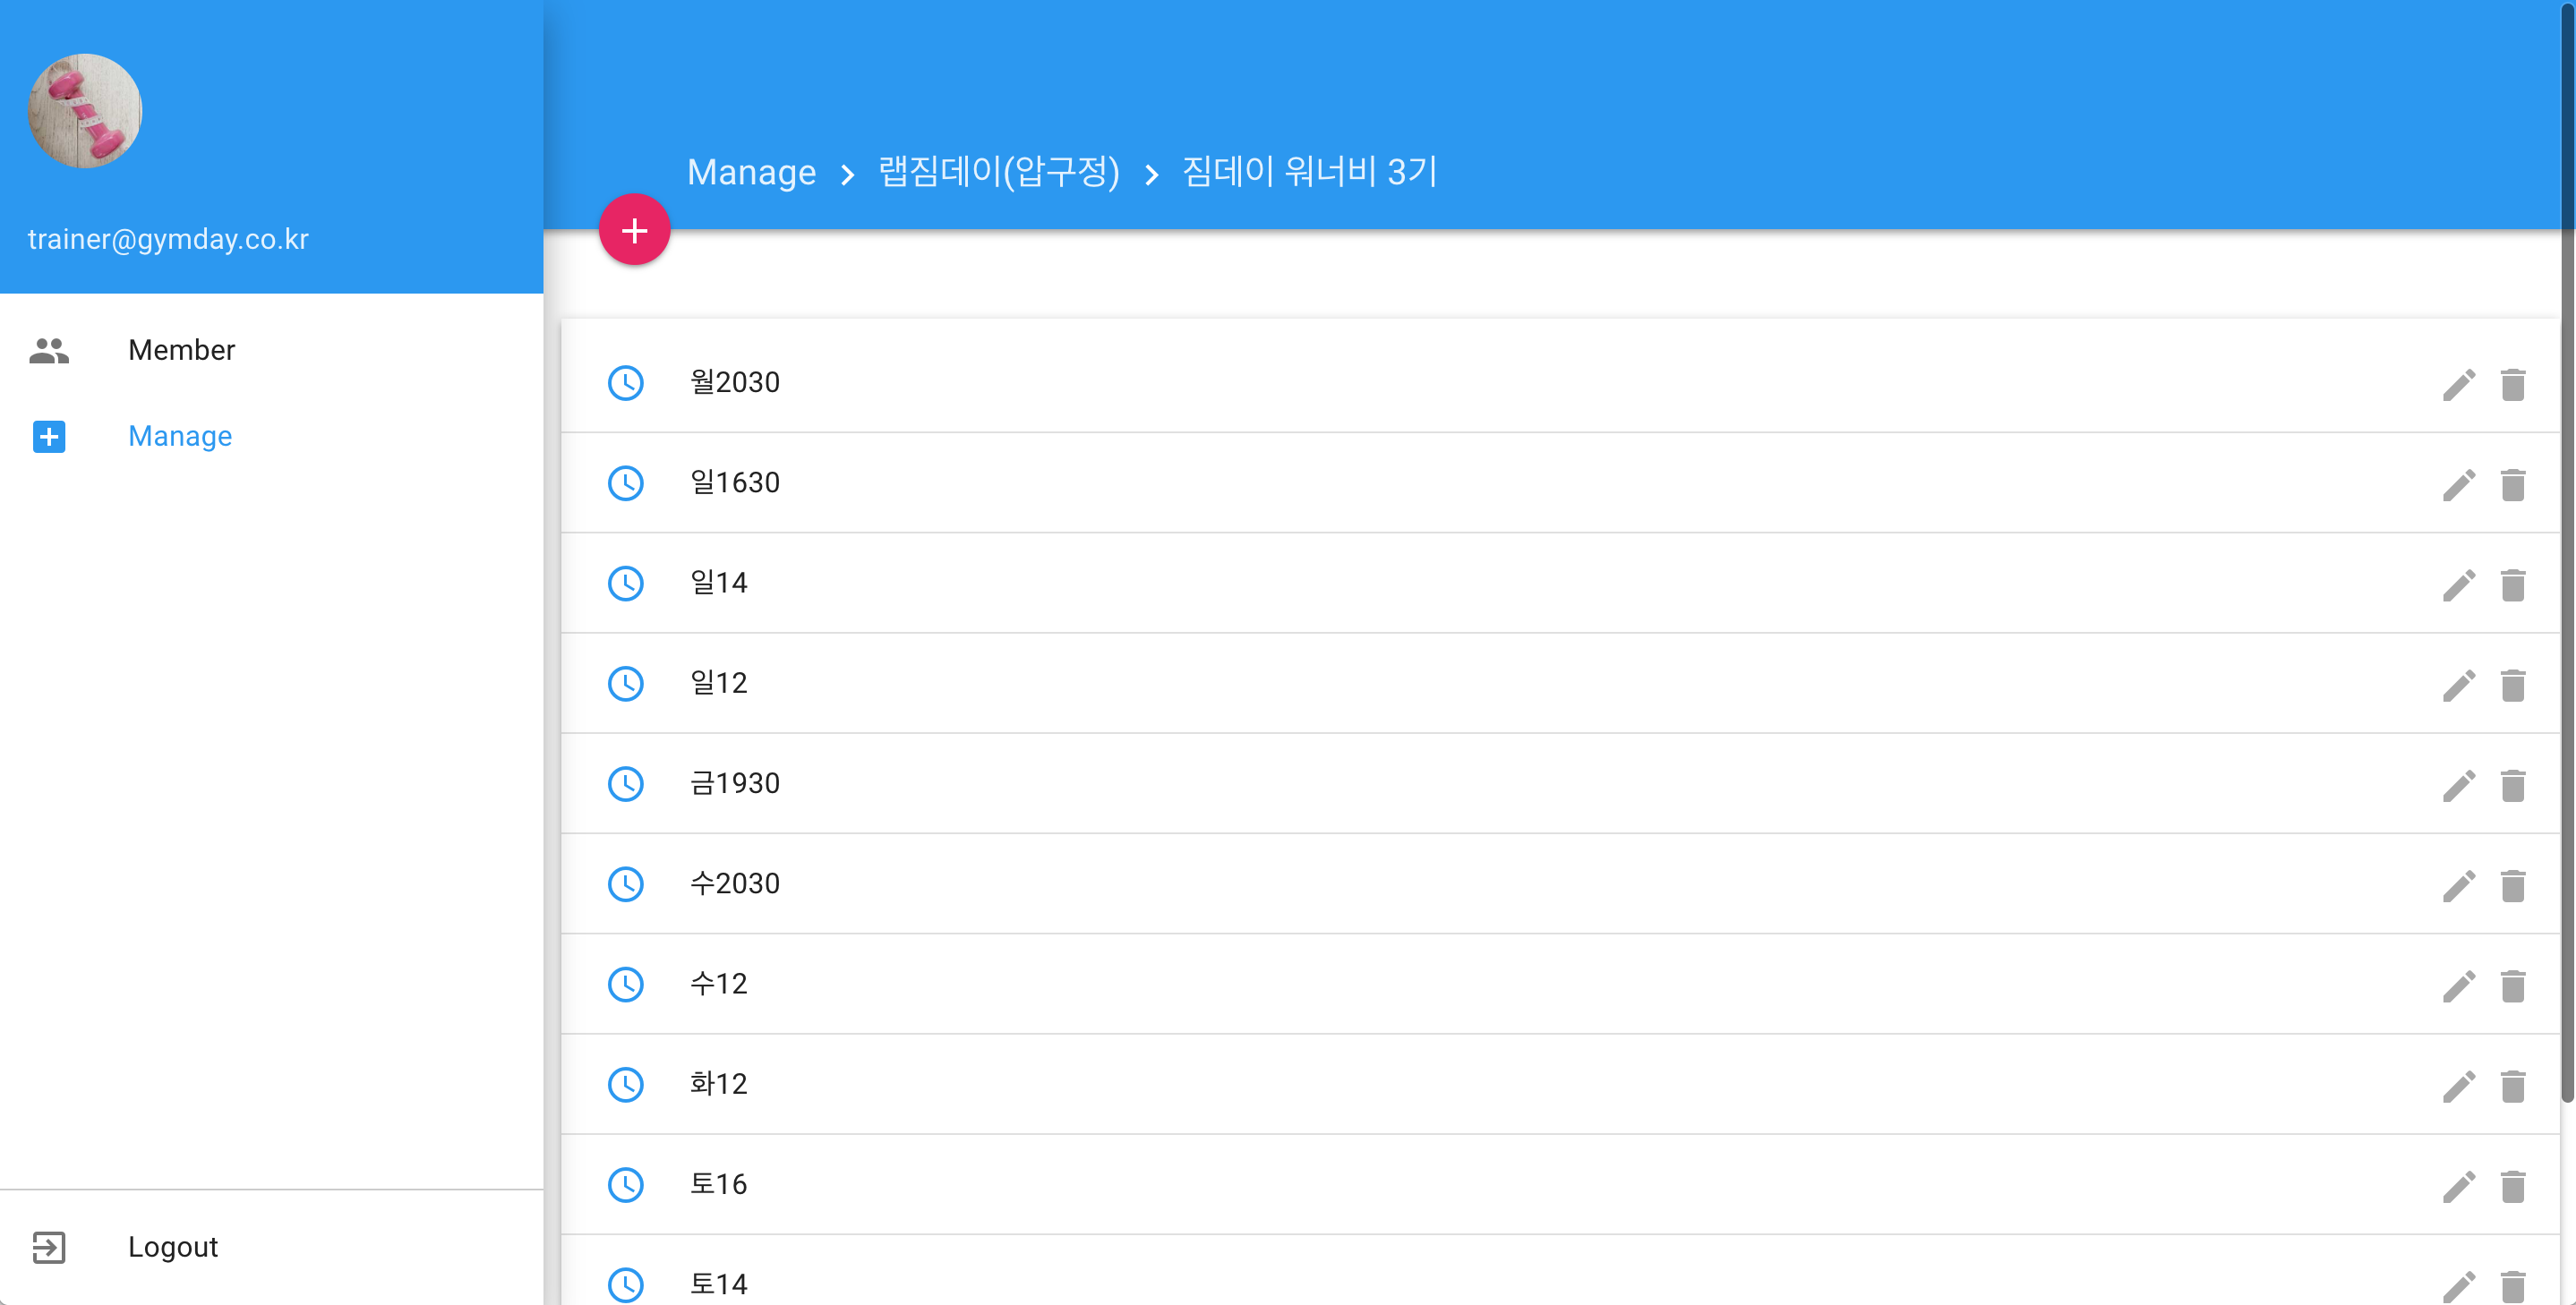 trainer@gymday.co.kr
Member
Manage
Logout
Manage > 랩짐데이(압구정) > 짐데이 워너비 3기
월2030
일1630
일14
일12
금1930
수2030
수12
화12
토16
토14